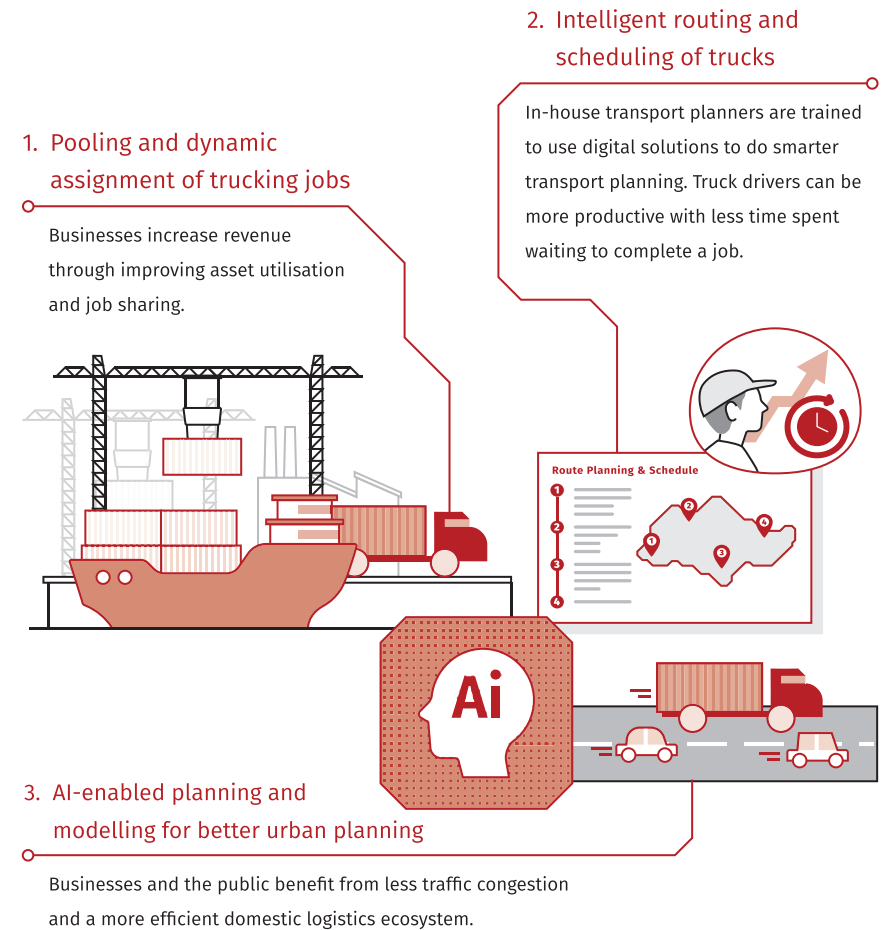 2. Intelligent routing and
scheduling of trucks
In-house transport planners are trained
to use digital solutions to do smarter
transport planning. Truck drivers can be
more productive with less time spent
waiting to complete a job.
1. Pooling and dynamic
assignment of trucking jobs
Businesses increase revenue
through improving asset utilisation
and job sharing.
Route Planning & Schedule
1
2
3
4
2
4
1
3
Ai
3. AI-enabled planning and
modelling for better urban planning
Businesses and the public benefit from less traffic congestion
and a more efficient domestic logistics ecosystem.